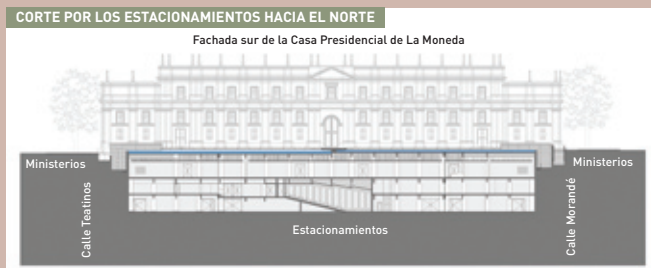 CORTE POR LOS ESTACIONAMIENTOS HACIA EL NORTE
Fachada sur de la Casa Presidencial de La Moneda
Ministerios
Ministerios
Calle Teatinos
Calle Morandé
Estacionamientos